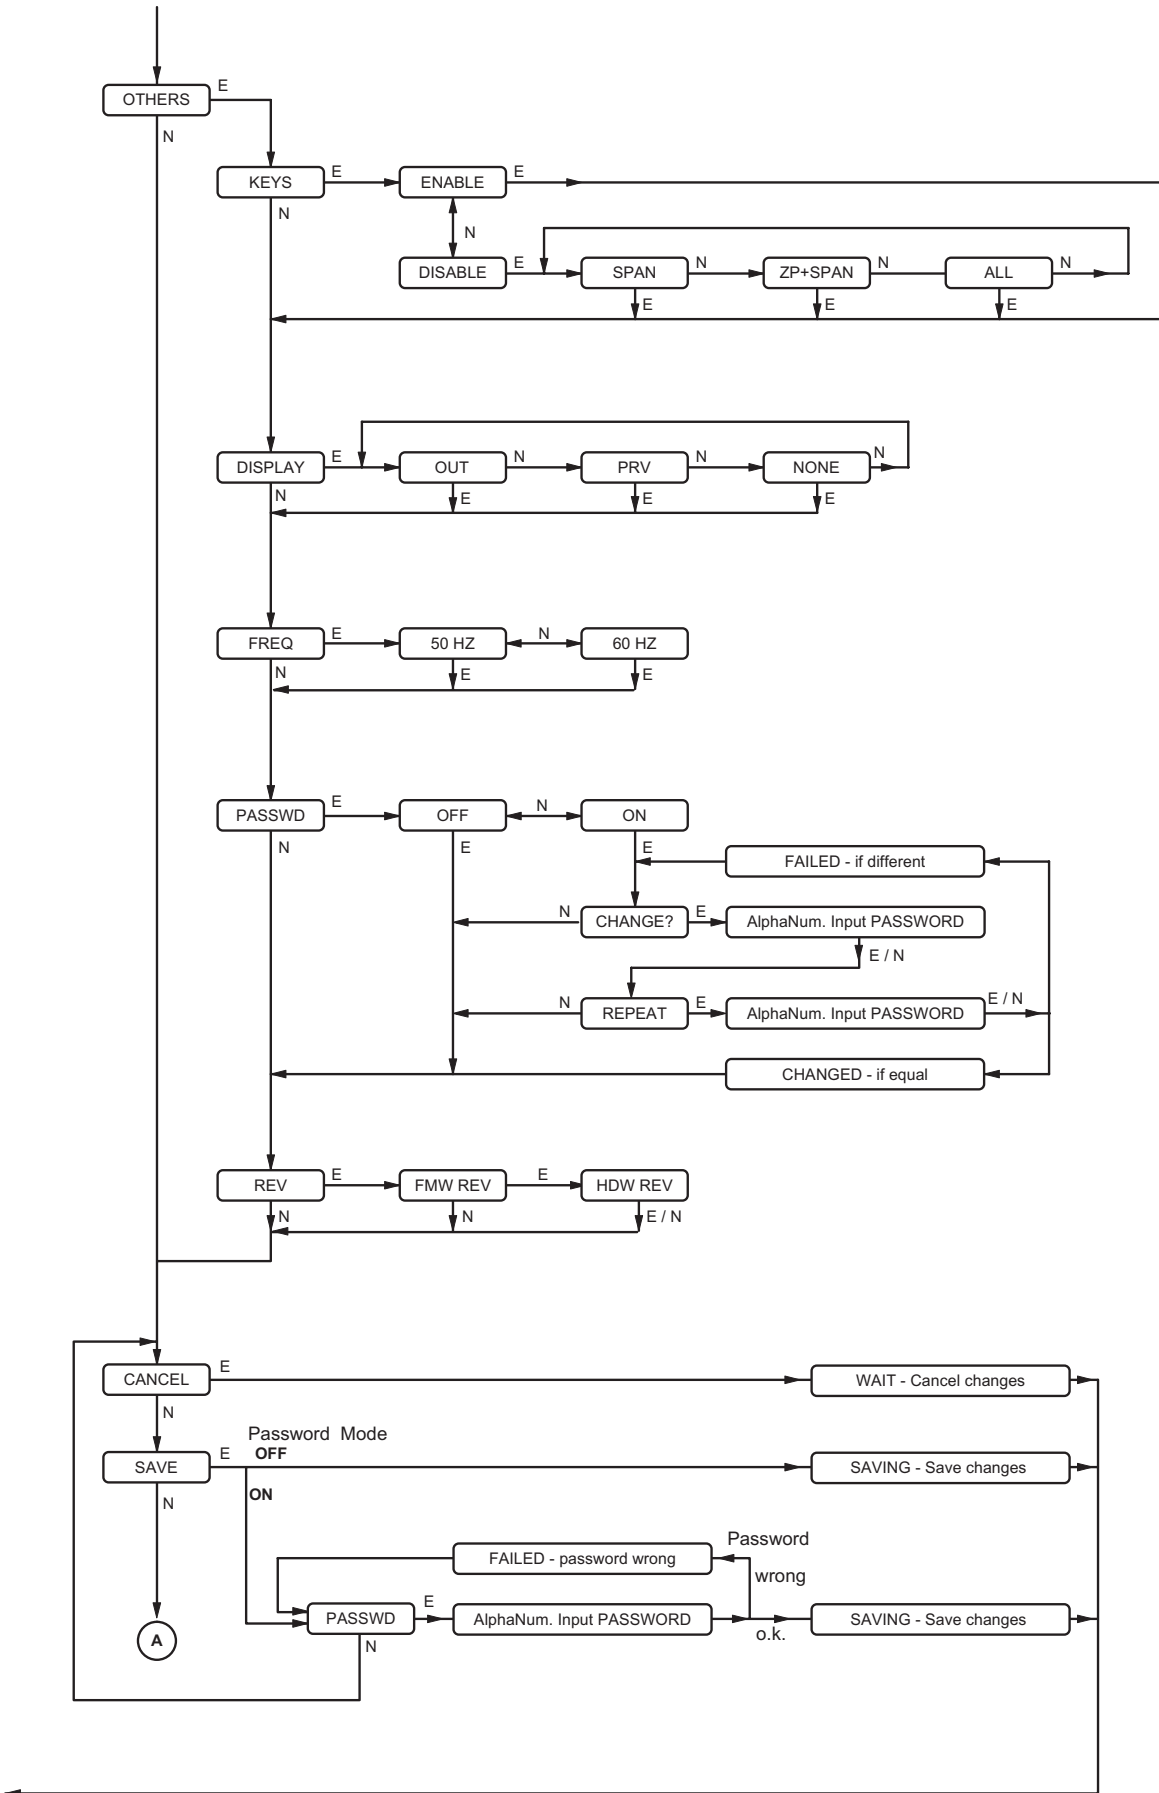 E
OTHERS
N
KEYS
E
ENABLE
E
N
N
DISABLE
E
SPAN
N
ZP+SPAN
N
ALL
N
E
E
E
DISPLAY
E
OUT
N
PRV
N
NONE
N
N
E
E
E
FREQ
E
50 HZ
N
60 HZ
N
E
E
PASSWD
E
OFF
N
ON
N
E
E
FAILED - if different
N
CHANGE?
E
AlphaNum. Input PASSWORD
E / N
N
REPEAT
E
AlphaNum. Input PASSWORD
E / N
CHANGED - if equal
REV
E
FMW REV
E
HDW REV
N
N
E / N
CANCEL
E
WAIT - Cancel changes
N
Password Mode
SAVE
E
OFF
SAVING - Save changes
N
ON
Password
FAILED - password wrong
wrong
PASSWD
E
AlphaNum. Input PASSWORD
o.k.
SAVING - Save changes
N
A